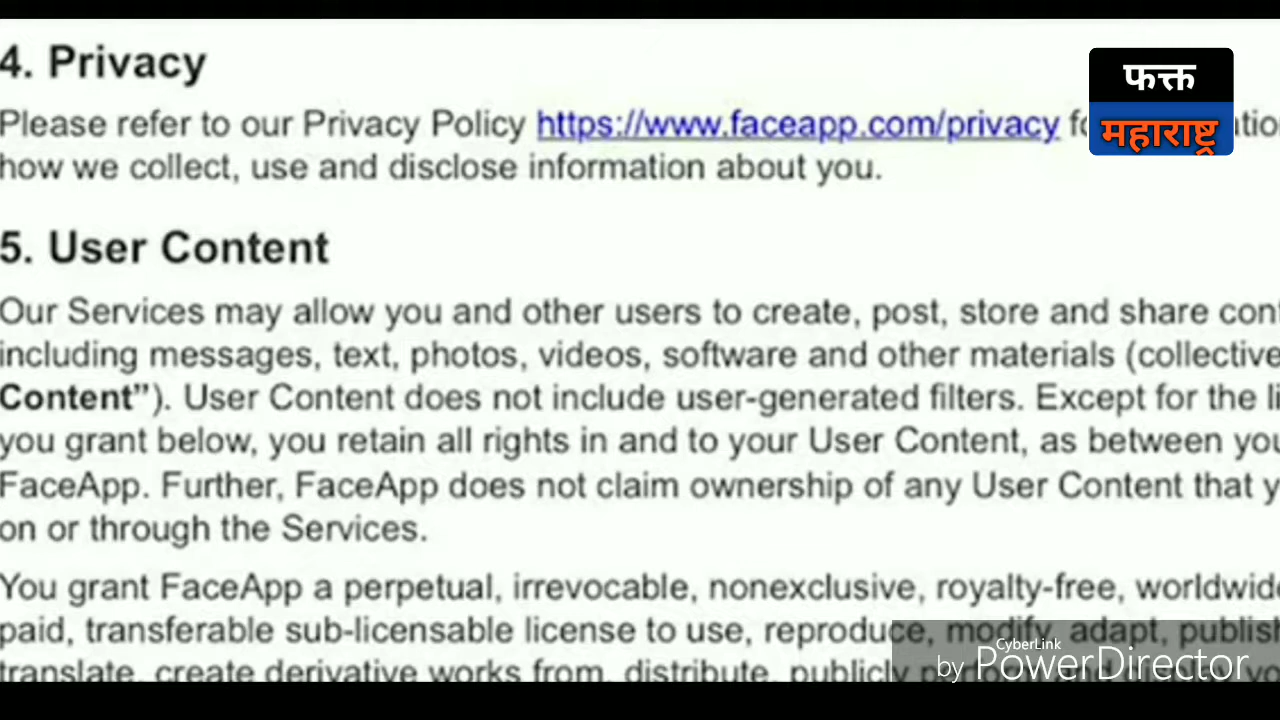 4. Privacy
Please refer to our Privacy Policy https://www.faceapp.com/privacy
how we collect, use and disclose information about you.
5. User Content
Our Services may allow you and other users to create, post, store and share
including messages, text, photos, videos, software and other materials
Content”). User Content does not include user-generated filters. Except for the
you grant below, you retain all rights in and to your User Content, as between
FaceApp. Further, FaceApp does not claim ownership of any User Content that
on or through the Services.
You grant FaceApp a perpetual, irrevocable, nonexclusive, royalty-free,
paid, transferable sub-licensable license to use, reproduce, modify, adapt,
translate, create derivative works from, distribute, publicly
फक्त
महाराष्ट्र
CyberLink
by PowerDirector